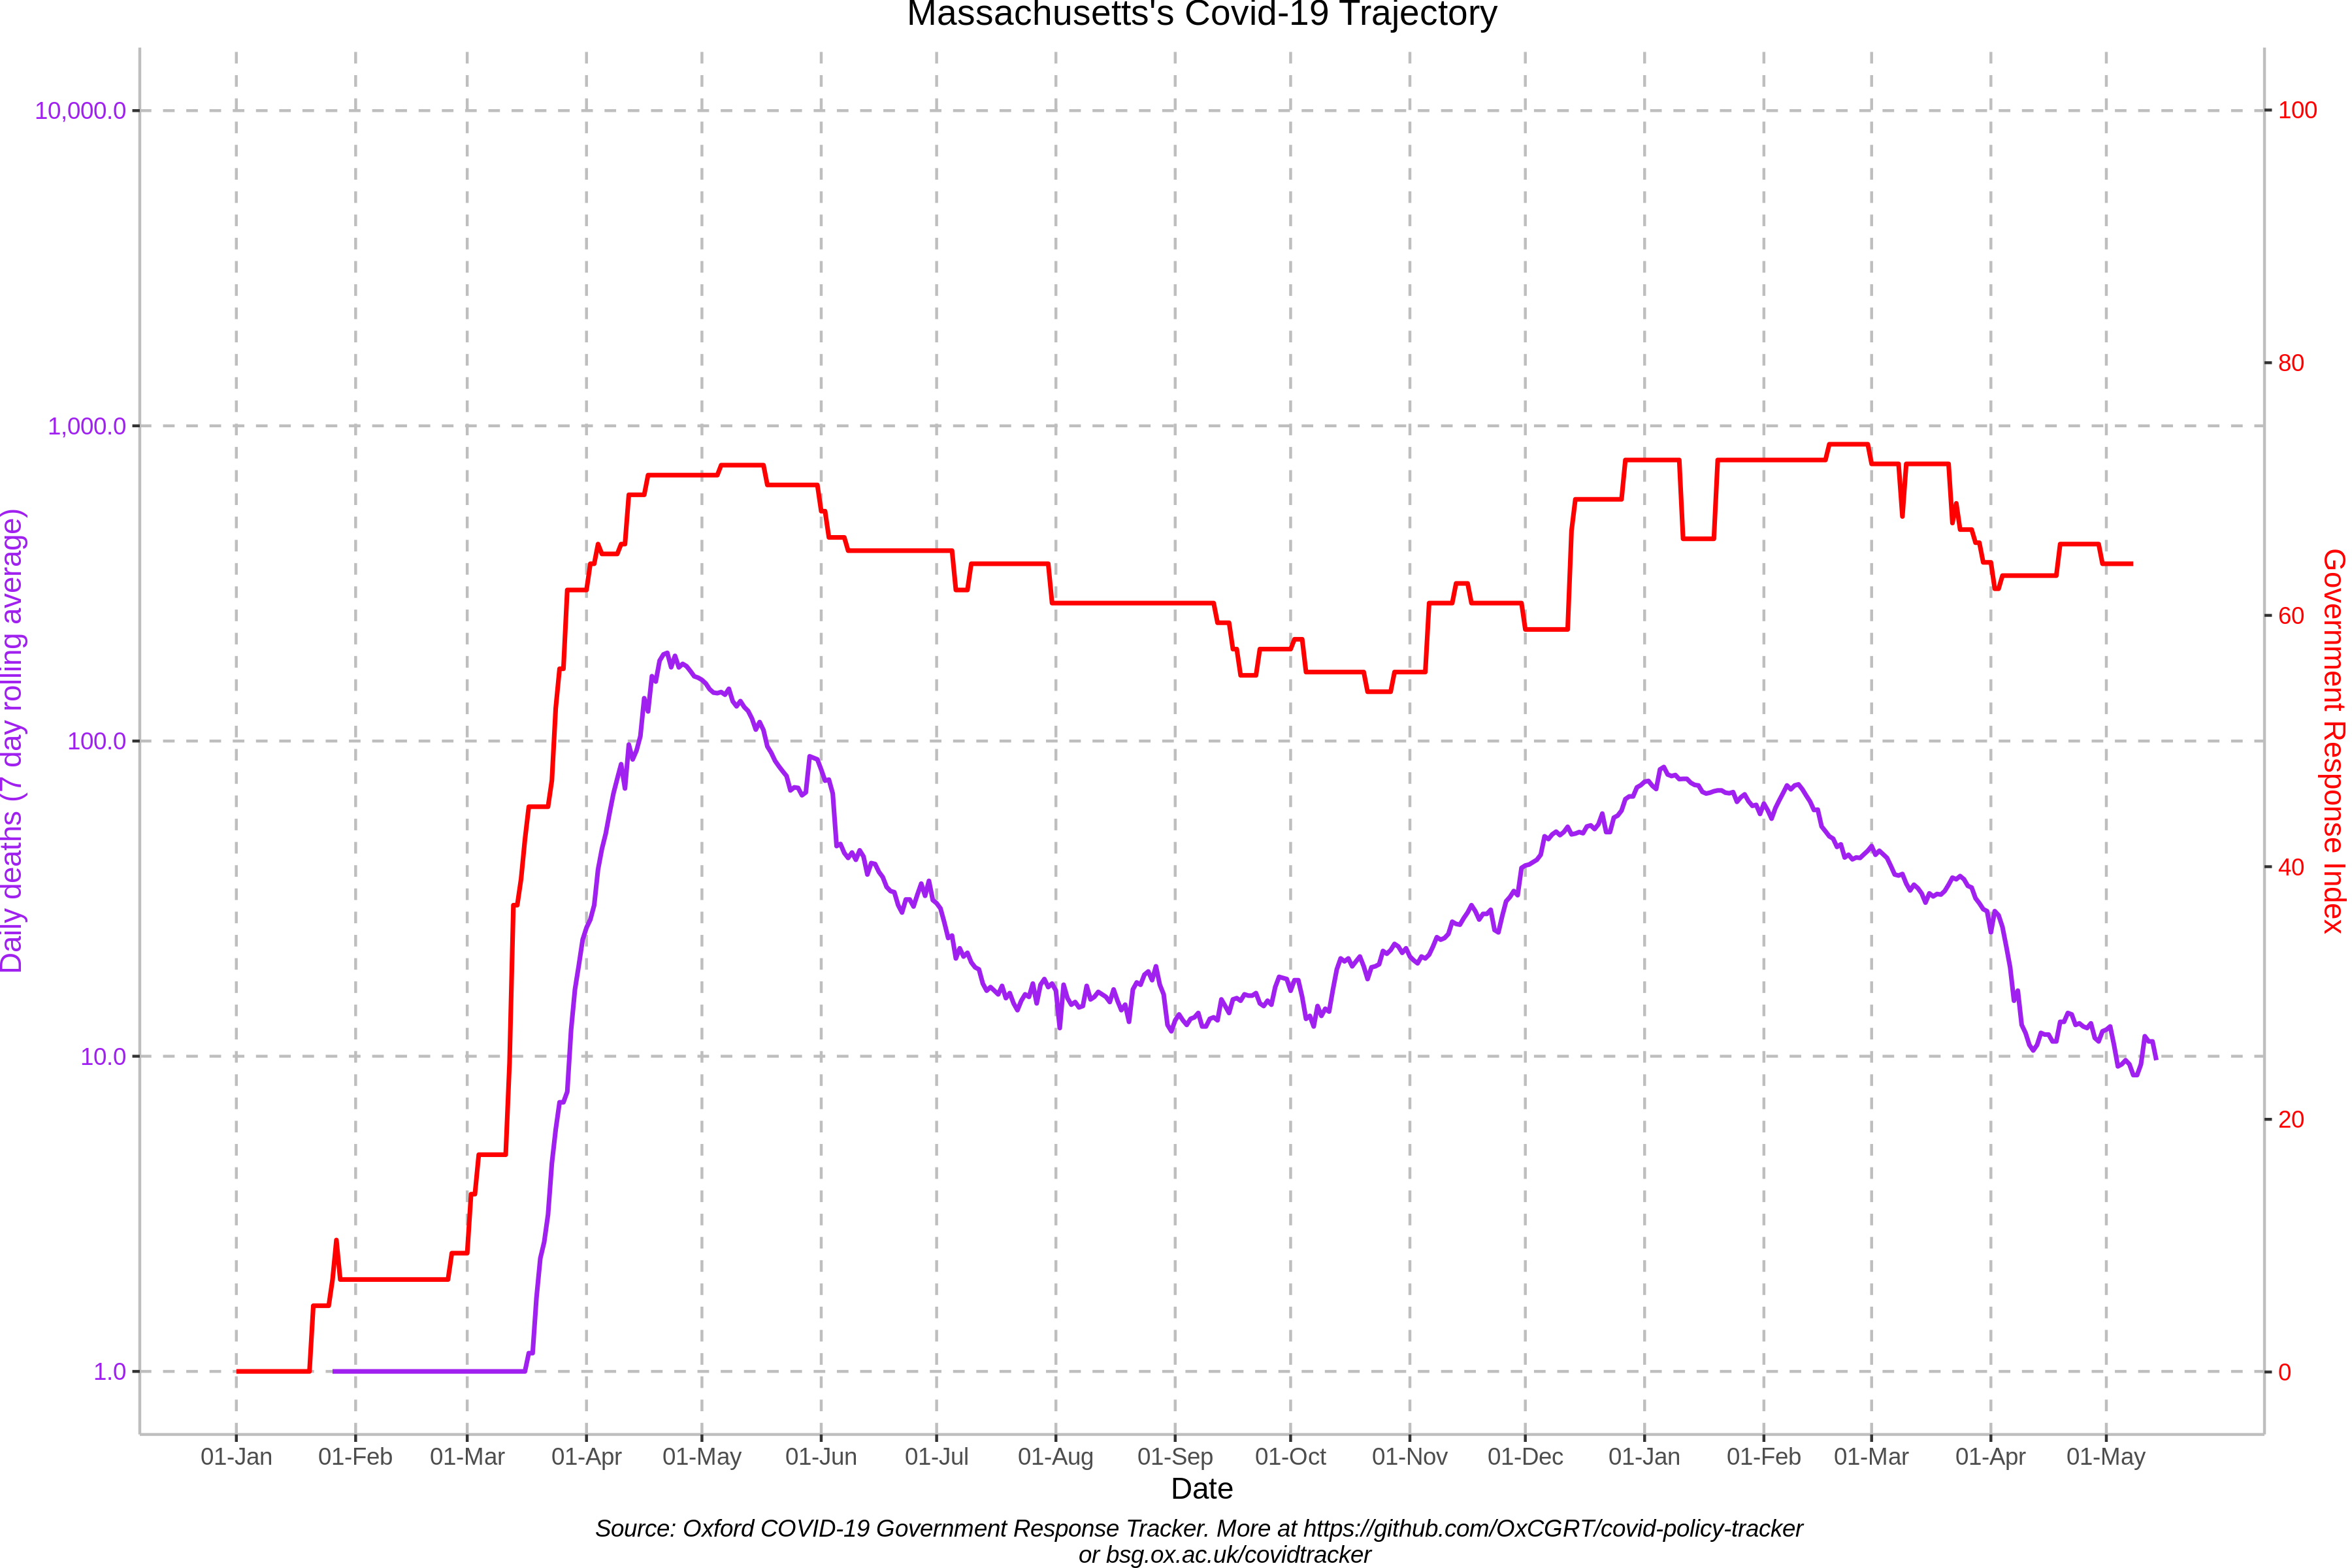 Massachusetts's Covid-19 Trajectory
10,000.0
1,000.0
100.0
10.0
1.0
Daily deaths (7 day rolling average)
100
80
60
40
20
0
Government Response Index
01-Jan 01-Feb 01-Mar 01-Apr 01-May 01-Jun 01-Jul 01-Aug 01-Sep 01-Oct 01-Nov 01-Dec 01-Jan 01-Feb 01-Mar 01-Apr 01-May
Date
Source: Oxford COVID-19 Government Response Tracker. More at https://github.com/OxCGRT/covid-policy-tracker
or bsg.ox.ac.uk/covidtracker